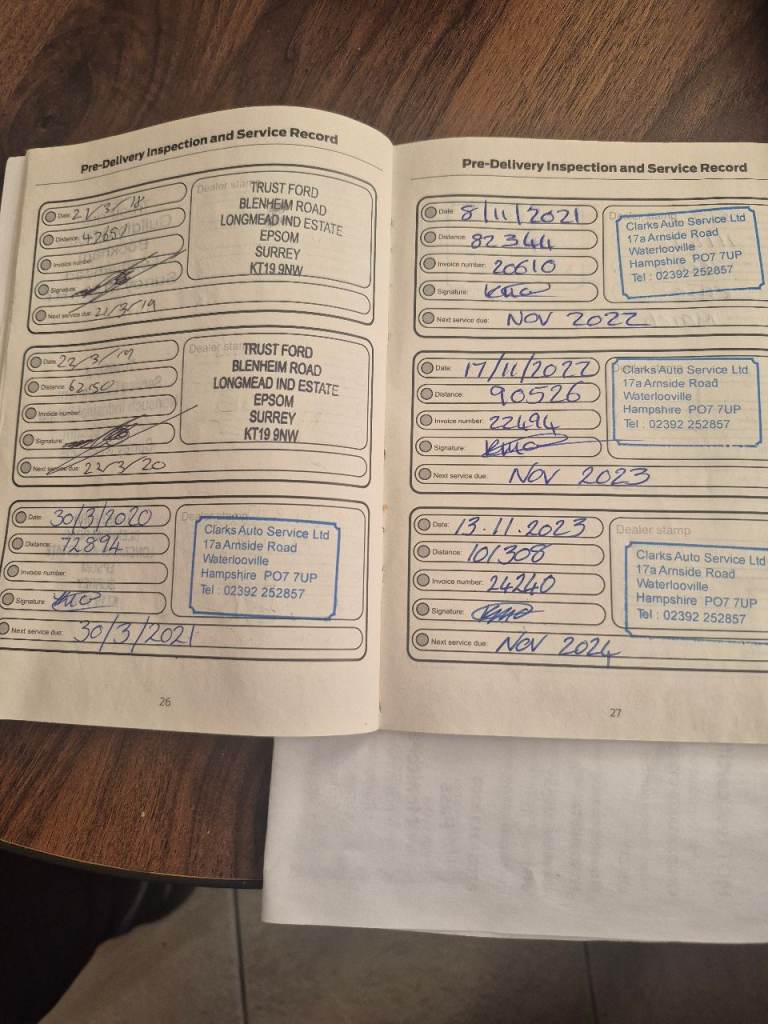 Pre-Delivery Inspection and Service Record
Date: 21/3/18
Distance:
Invoice number:
Signature:
Next service due: 21/3/19
Dealer stamp
TRUST FORD
BLENHEIM ROAD
LONGMEAD IND ESTATE
EPSOM
SURREY
KT19 9NW
Date: 22/3/19
Distance: 62150
Invoice number:
Signature:
Next service due: 22/3/20
Dealer stamp
TRUST FORD
BLENHEIM ROAD
LONGMEAD IND ESTATE
EPSOM
SURREY
KT19 9NW
Date: 30/3/2020
Distance: 72894
Invoice number:
Signature:
Next service due: 30/3/2021
Clarks Auto Service Ltd
17a Arnside Road
Waterlooville
Hampshire PO7 7UP
Tel : 02392 252857
26
Pre-Delivery Inspection and Service Record
Date: 8/11/2021
Distance: 82344
Invoice number: 20610
Signature:
Next service due: NOV 2022
Clarks Auto Service Ltd
17a Arnside Road
Waterlooville
Hampshire PO7 7UP
Tel : 02392 252857
Date: 17/11/2022
Distance: 90526
Invoice number: 22494
Signature:
Next service due: NOV 2023
Clarks Auto Service Ltd
17a Arnside Road
Waterlooville
Hampshire PO7 7UP
Tel : 02392 252857
Date: 13.11.2023
Distance: 101308
Invoice number: 24240
Signature:
Next service due: NOV 2024
Dealer stamp
Clarks Auto Service Ltd
17a Arnside Road
Waterlooville
Hampshire PO7 7UP
Tel : 02392 252857
27